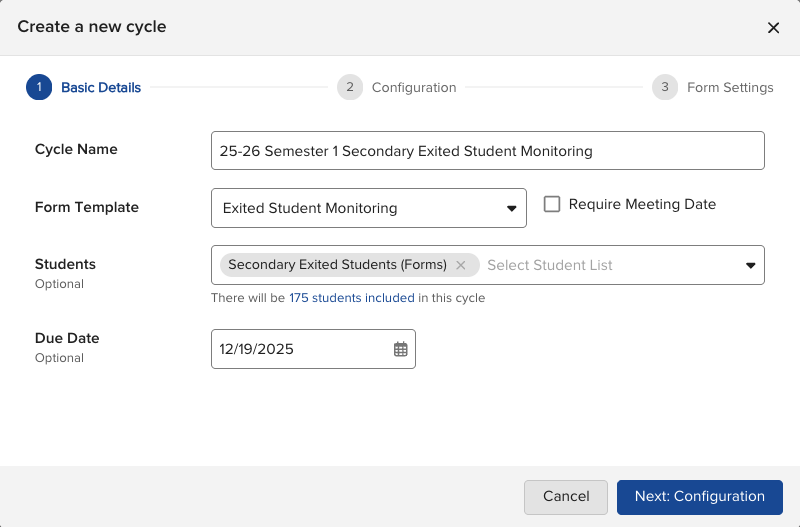 Create a new cycle
1 Basic Details 2 Configuration 3 Form Settings
Cycle Name 25-26 Semester 1 Secondary Exited Student Monitoring
Form Template Exited Student Monitoring Require Meeting Date
Students Secondary Exited Students (Forms) Select Student List
Optional
There will be 175 students included in this cycle
Due Date 12/19/2025
Optional
Cancel Next: Configuration